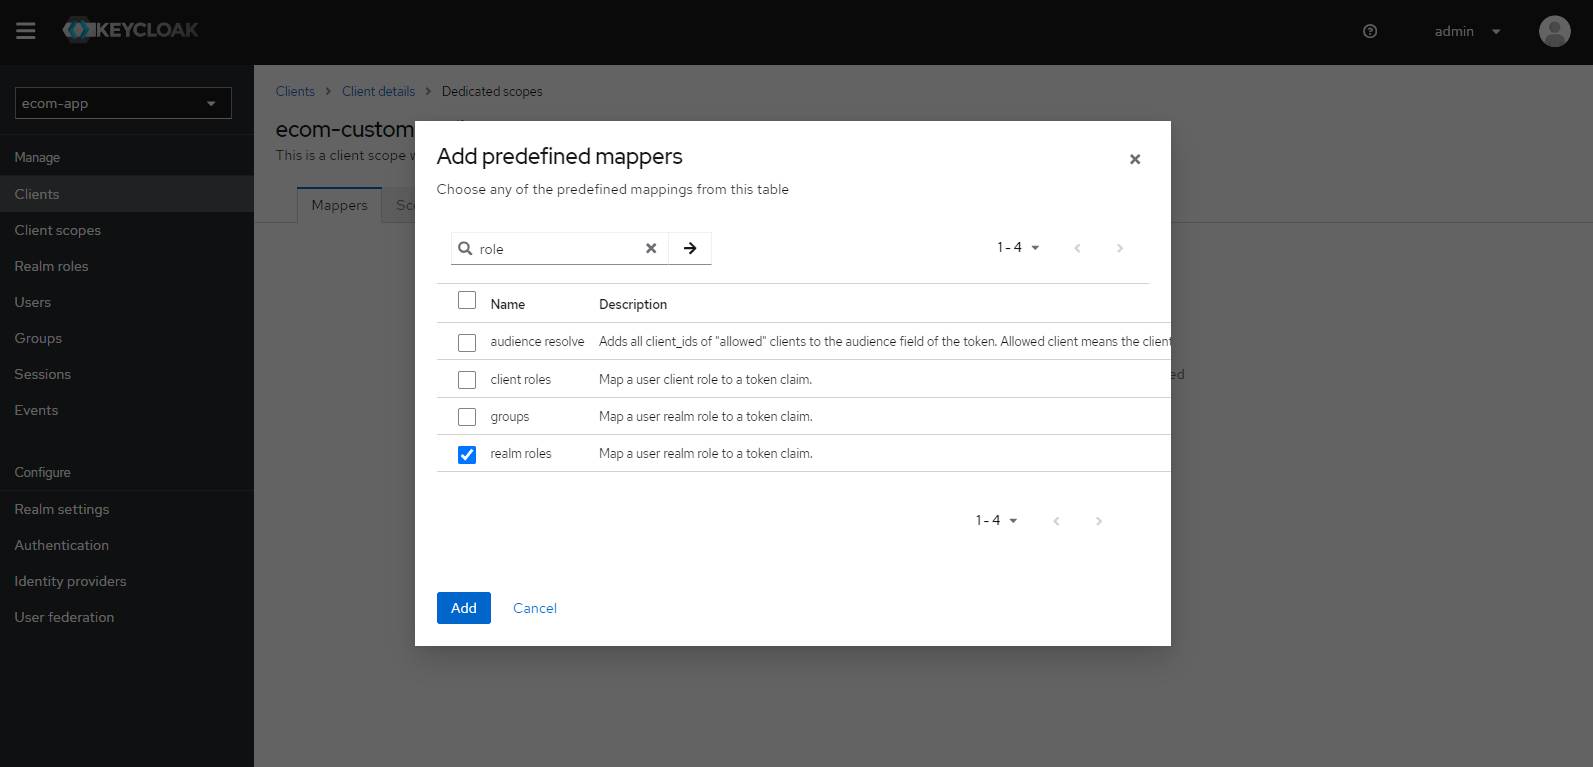 KEYCLOAK
admin
ecom-app
Manage
Clients
Client scopes
Realm roles
Users
Groups
Sessions
Events
Configure
Realm settings
Authentication
Identity providers
User federation
Clients > Client details > Dedicated scopes
ecom-custom
This is a client scope
Mappers
Add predefined mappers
Choose any of the predefined mappings from this table
role
1 - 4
Name Description
audience resolve Adds all client_ids of "allowed" clients to the audience field of the token. Allowed client means the client
client roles Map a user client role to a token claim.
groups Map a user realm role to a token claim.
realm roles Map a user realm role to a token claim.
1 - 4
Add Cancel